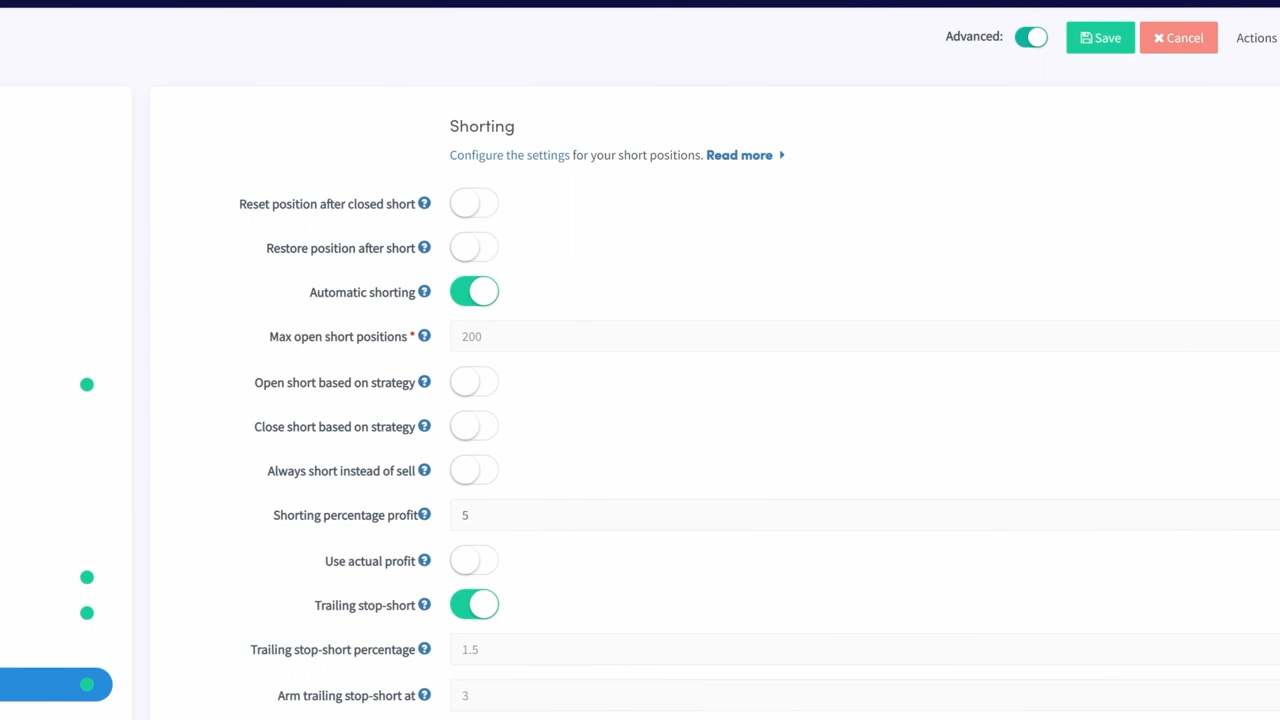 Advanced: Save Cancel Actions
Shorting
Configure the settings for your short positions. Read more
Reset position after closed short
Restore position after short
Automatic shorting
Max open short positions * 200
Open short based on strategy
Close short based on strategy
Always short instead of sell
Shorting percentage profit 5
Use actual profit
Trailing stop-short
Trailing stop-short percentage 1.5
Arm trailing stop-short at 3